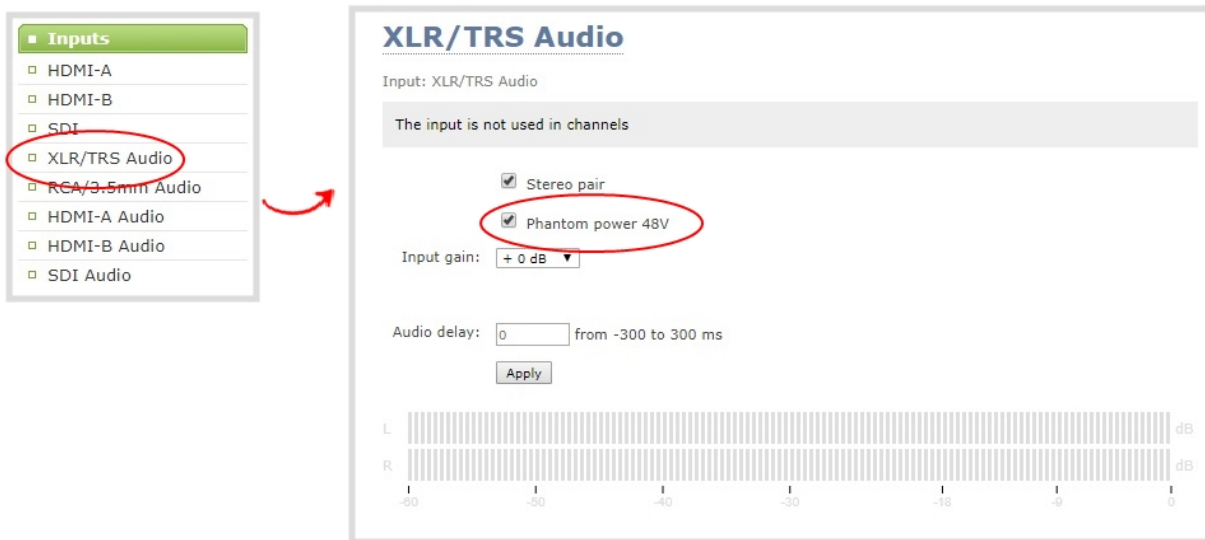 Inputs
HDMI-A
HDMI-B
SDI
XLR/TRS Audio
RCA/3.5mm Audio
HDMI-A Audio
HDMI-B Audio
SDI Audio
XLR/TRS Audio
Input: XLR/TRS Audio
The input is not used in channels
Stereo pair
Phantom power 48V
Input gain: + 0 dB
Audio delay: 0 from -300 to 300 ms
Apply
L dB
R dB
-60 -50 -40 -30 -18 -9 0